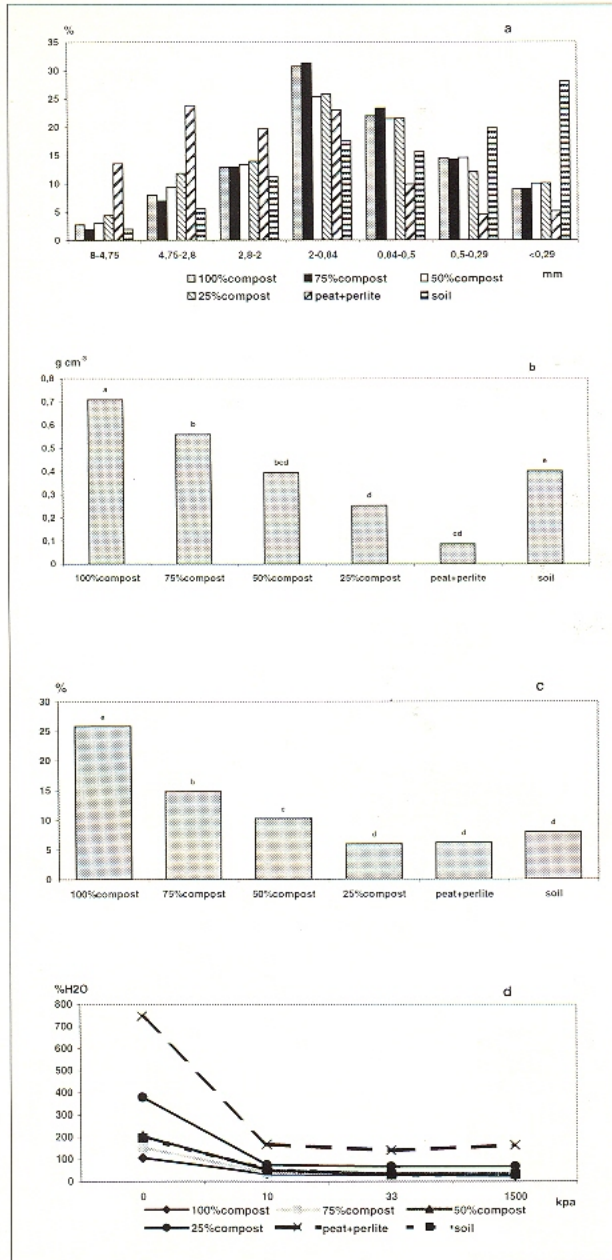 %
a
35
30
25
20
15
10
5
0
8-4,75 4,75-2,8 2,8-2 2-0,84 0,84-0,5 0,5-0,29 <0,29
mm
100%compost 75%compost 50%compost
25%compost peat+perlite soil
g cm⁻³
b
0,8
0,7
0,6
0,5
0,4
0,3
0,2
0,1
0
a b bcd d cd e
100%compost 75%compost 50%compost 25%compost peat+perlite soil
%
c
30
25
20
15
10
5
0
a b c d d d
100%compost 75%compost 50%compost 25%compost peat+perlite soil
%H2O
d
800
700
600
500
400
300
200
100
0
0 10 33 1500 kpa
100%compost 75%compost 50%compost
25%compost peat+perlite soil